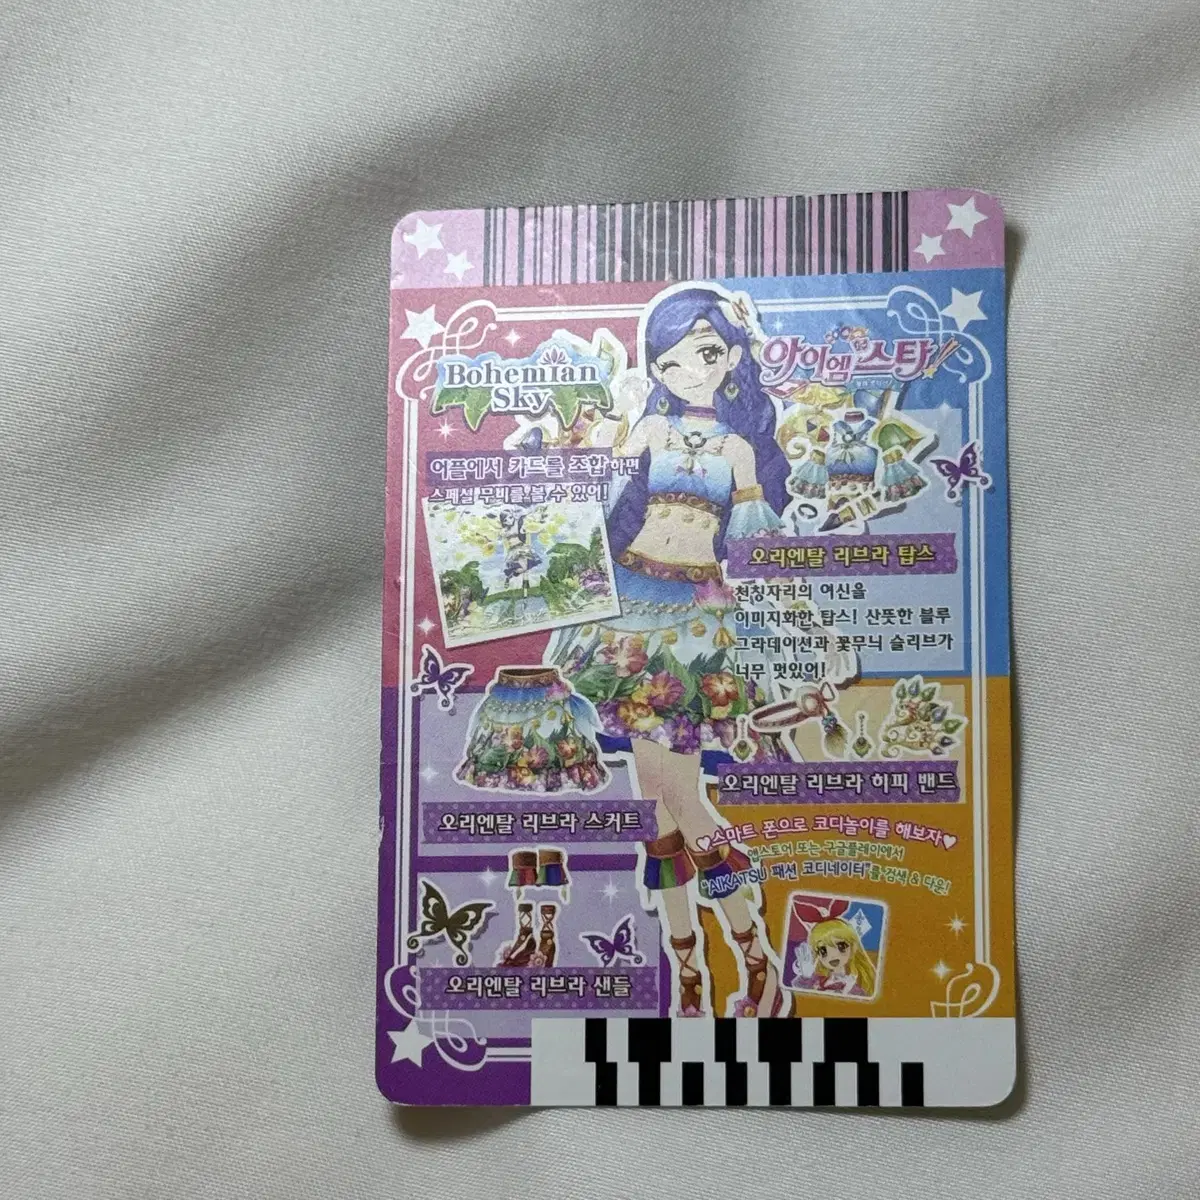 Bohemian
Sky
아이엠스타!
어플에서 카드를 조합하면
스페셜 무비를 볼 수 있어!
오리엔탈 리브라 탑스
천칭자리의 여신을
이미지화한 탑스! 산뜻한 블루
그라데이션과 꽃무늬 슬리브가
너무 멋있어!
오리엔탈 리브라 히피 밴드
오리엔탈 리브라 스커트
♥스마트 폰으로 코디놀이를 해보자♥
앱스토어 또는 구글플레이에서
"AIKATSU 패션 코디네이터"를 검색 & 다운!
오리엔탈 리브라 샌들